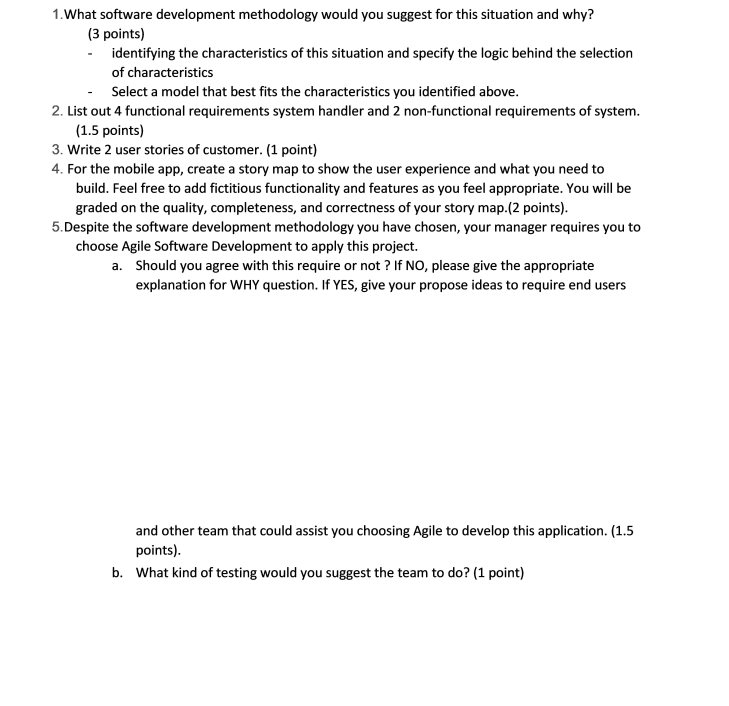 1.What software development methodology would you suggest for this situation and why?
(3 points)
- identifying the characteristics of this situation and specify the logic behind the selection
of characteristics
- Select a model that best fits the characteristics you identified above.
2. List out 4 functional requirements system handler and 2 non-functional requirements of system.
(1.5 points)
3. Write 2 user stories of customer. (1 point)
4. For the mobile app, create a story map to show the user experience and what you need to
build. Feel free to add fictitious functionality and features as you feel appropriate. You will be
graded on the quality, completeness, and correctness of your story map.(2 points).
5.Despite the software development methodology you have chosen, your manager requires you to
choose Agile Software Development to apply this project.
a. Should you agree with this require or not ? If NO, please give the appropriate
explanation for WHY question. If YES, give your propose ideas to require end users
and other team that could assist you choosing Agile to develop this application. (1.5
points).
b. What kind of testing would you suggest the team to do? (1 point)